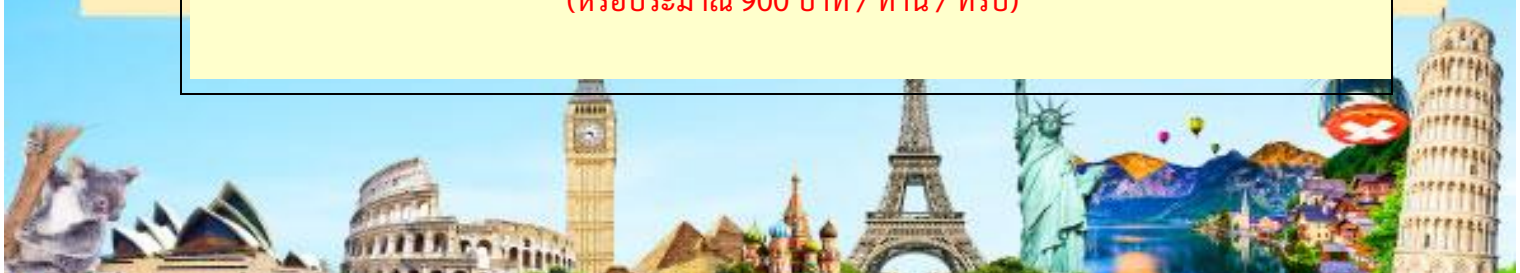 (หรือประมาณ 900 บาท / ท่าน / ทริป)